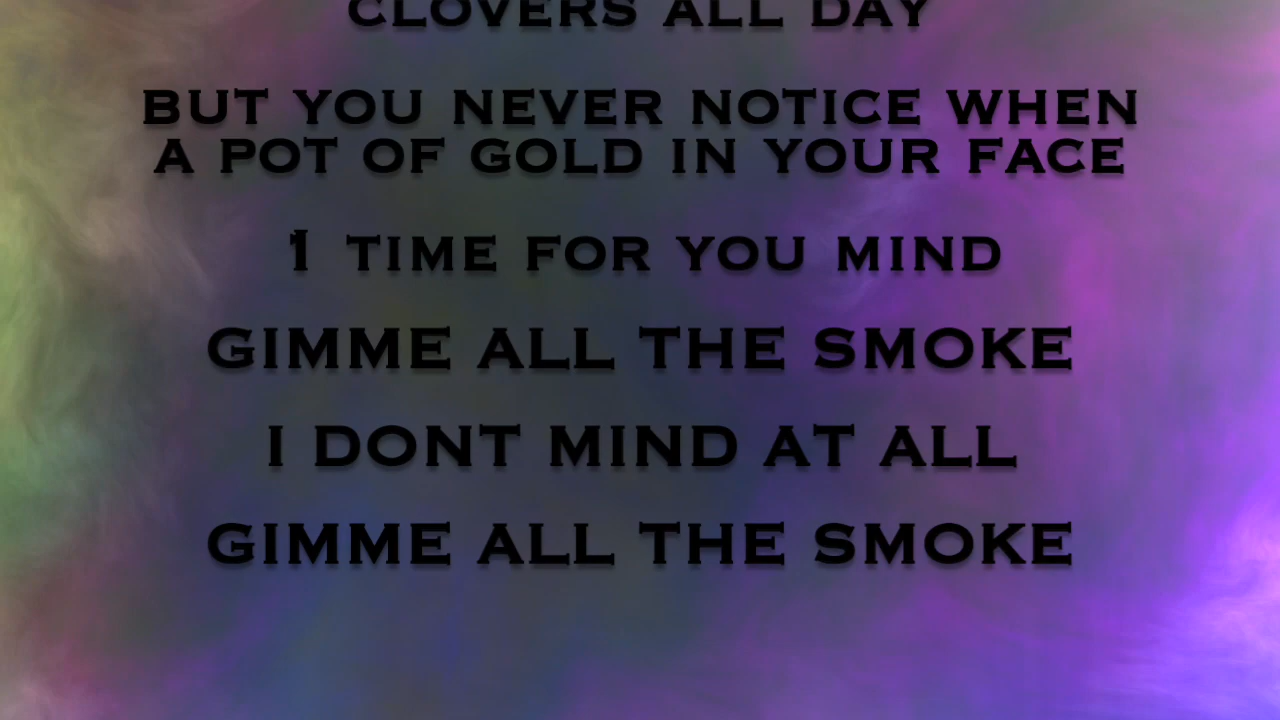 CLOVERS ALL DAY
BUT YOU NEVER NOTICE WHEN
A POT OF GOLD IN YOUR FACE
1 TIME FOR YOU MIND
GIMME ALL THE SMOKE
I DONT MIND AT ALL
GIMME ALL THE SMOKE